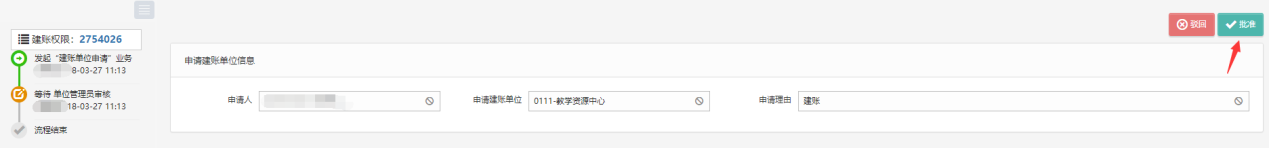 驳回
批准
建账权限：2754026
发起 "建账单位申请" 业务
8-03-27 11:13
等待 单位管理员审核
18-03-27 11:13
流程结束
申请建账单位信息
申请人
申请建账单位 0111-教学资源中心
申请理由 建账